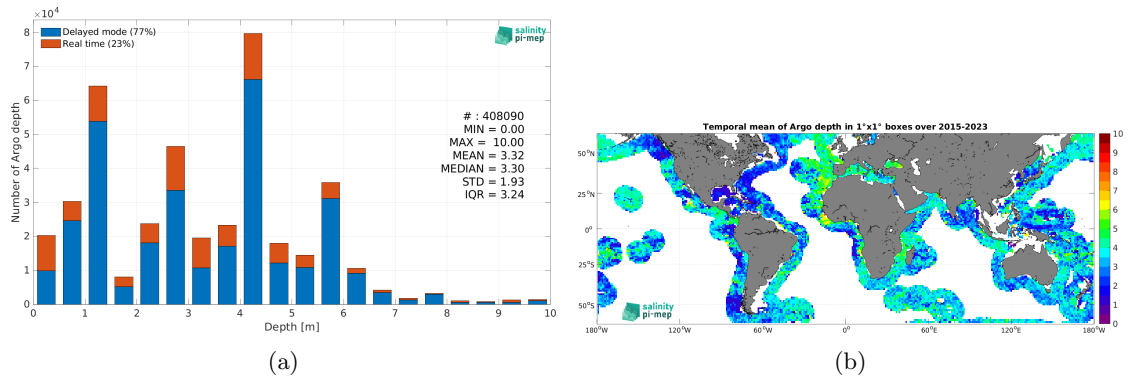 ×10⁴
Delayed mode (77%)
Real time (23%)
salinity
pi-mep
# : 408090
MIN = 0.00
MAX = 10.00
MEAN = 3.32
MEDIAN = 3.30
STD = 1.93
IQR = 3.24
Number of Argo depth
8
7
6
5
4
3
2
1
0
0 1 2 3 4 5 6 7 8 9 10
Depth [m]
(a)
Temporal mean of Argo depth in 1°x1° boxes over 2015-2023
50°N
25°N
0°
25°S
50°S
180°W 120°W 60°W 0° 60°E 120°E 180°W
salinity
pi-mep
10
9
8
7
6
5
4
3
2
1
0
(b)